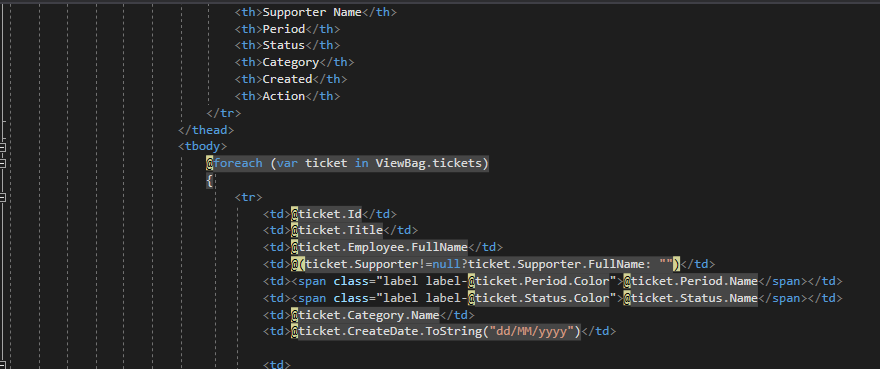 <th>Supporter Name</th>
<th>Period</th>
<th>Status</th>
<th>Category</th>
<th>Created</th>
<th>Action</th>
</tr>
</thead>
<tbody>
@foreach (var ticket in ViewBag.tickets)
{
<tr>
<td>@ticket.Id</td>
<td>@ticket.Title</td>
<td>@ticket.Employee.FullName</td>
<td>@(ticket.Supporter!=null?ticket.Supporter.FullName: "")</td>
<td><span class="label label-@ticket.Period.Color">@ticket.Period.Name</span></td>
<td><span class="label label-@ticket.Status.Color">@ticket.Status.Name</span></td>
<td>@ticket.Category.Name</td>
<td>@ticket.CreateDate.ToString("dd/MM/yyyy")</td>
<td>